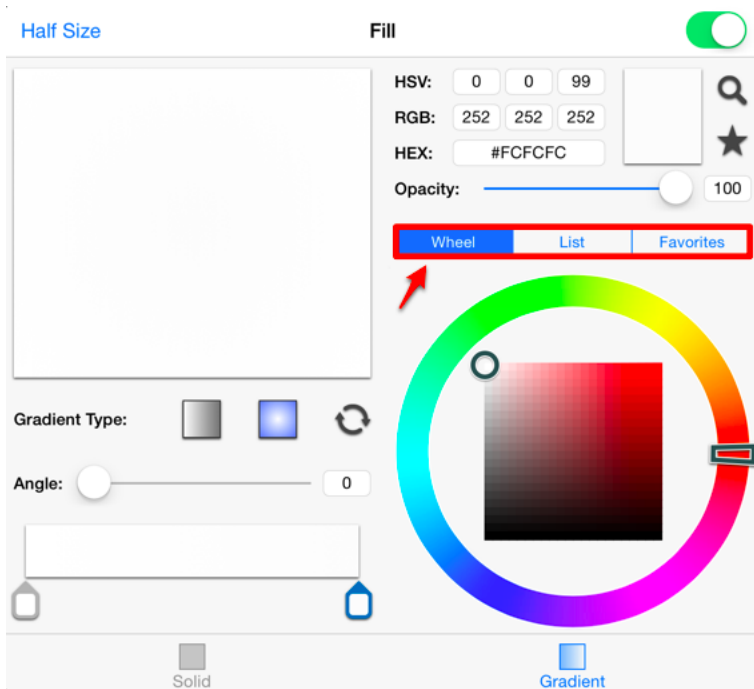 Half Size
Fill
HSV: 0 0 99
RGB: 252 252 252
HEX: #FCFCFC
Opacity: 100
Wheel List Favorites
Gradient Type:
Angle: 0
Solid
Gradient